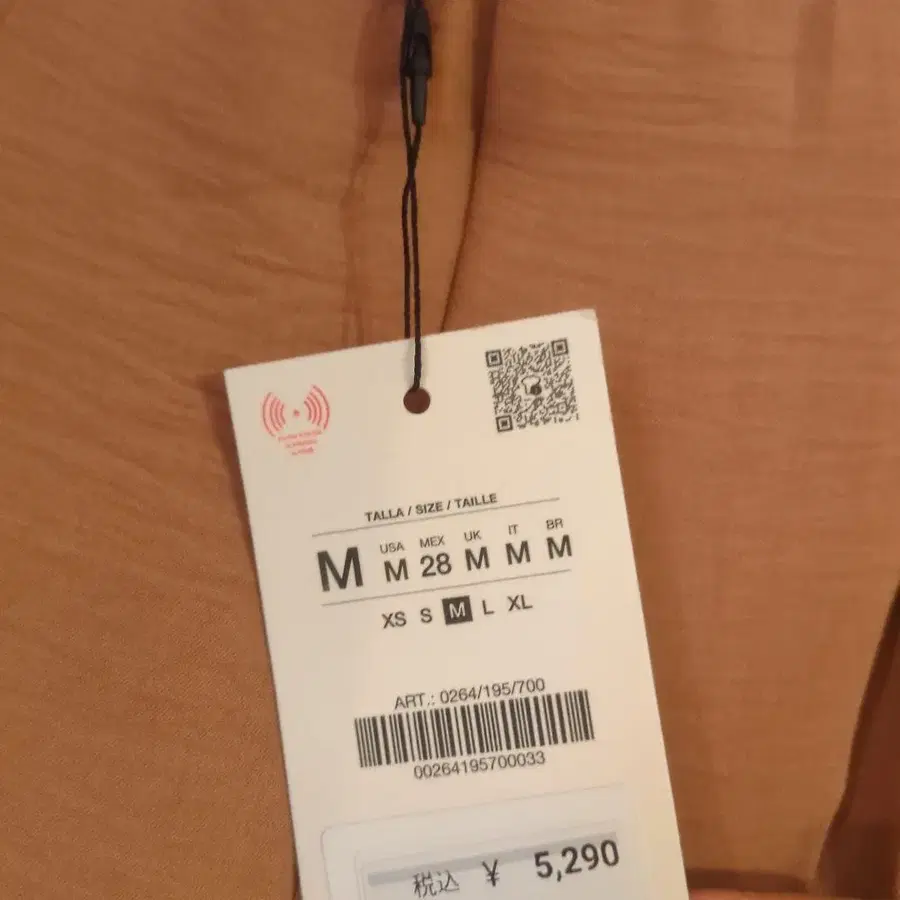 TALLA / SIZE / TAILLE
USA MEX UK IT BR
M M 28 M M M
XS S M L XL
ART.: 0264/195/700
00264195700033
税込 ¥ 5,290